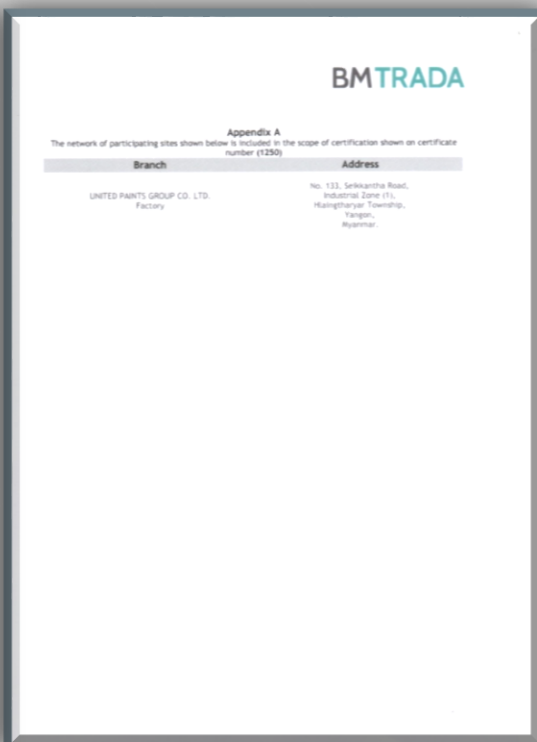 BMTRADA
Appendix A
The network of participating sites shown below is included in the scope of certification shown on certificate
number (1250)
Branch Address
UNITED PAINTS GROUP CO. LTD.
Factory
No. 133, Seikkantha Road,
Industrial Zone (1),
Hlaingtharyar Township,
Yangon,
Myanmar.